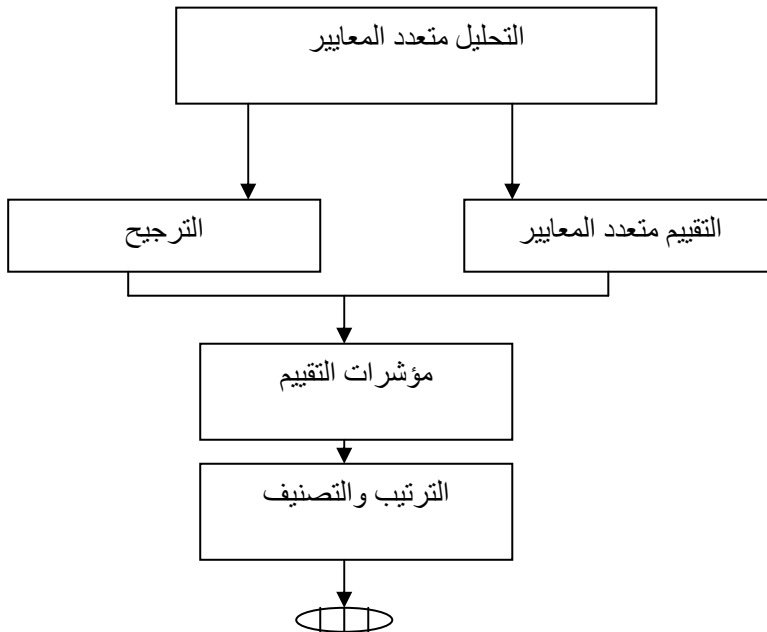 التحليل متعدد المعايير
التقييم متعدد المعايير
الترجيح
مؤشرات التقييم
الترتيب والتصنيف